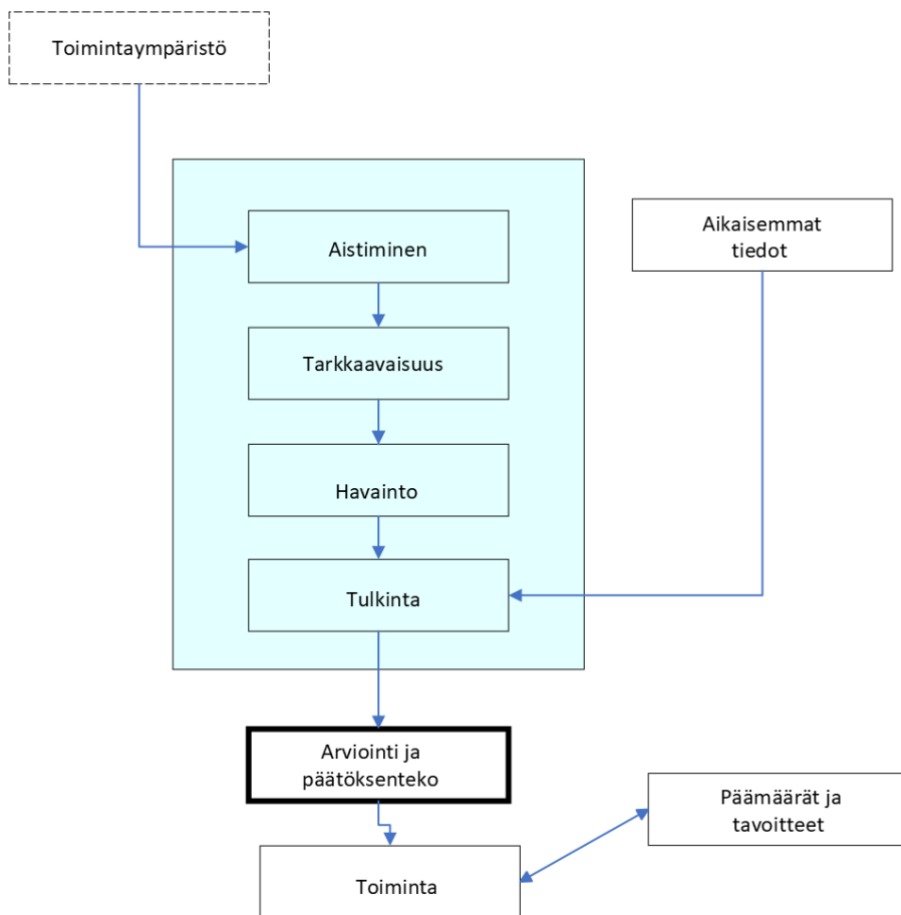 Toimintaympäristö
Aistiminen
Aikaisemmat
tiedot
Tarkkaavaisuus
Havainto
Tulkinta
Arviointi ja
päätöksenteko
Päämäärät ja
tavoitteet
Toiminta